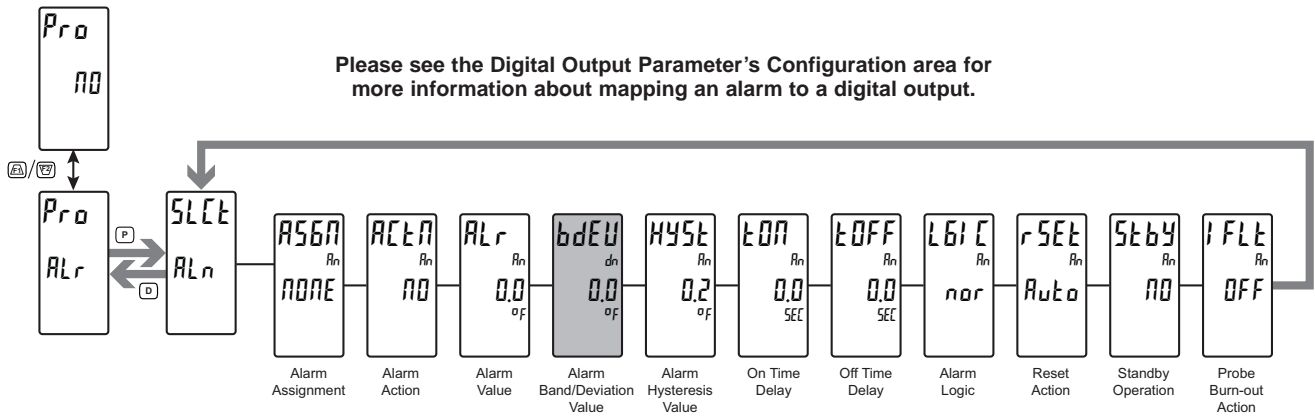 Pro
NO
Please see the Digital Output Parameter's Configuration area for
more information about mapping an alarm to a digital output.
F1/F2
Pro
ALr
P
D
SLCt
ALn
ASGN
An
NONE
Alarm
Assignment
ACtN
An
NO
Alarm
Action
ALr
An
0.0
°F
Alarm
Value
bdEV
dn
0.0
°F
Alarm
Band/Deviation
Value
HYSt
An
0.2
°F
Alarm
Hysteresis
Value
tON
An
0.0
SEC
On Time
Delay
tOFF
An
0.0
SEC
Off Time
Delay
LGIC
An
nor
Alarm
Logic
rSEt
An
Auto
Reset
Action
Stby
An
NO
Standby
Operation
IFLt
An
OFF
Probe
Burn-out
Action